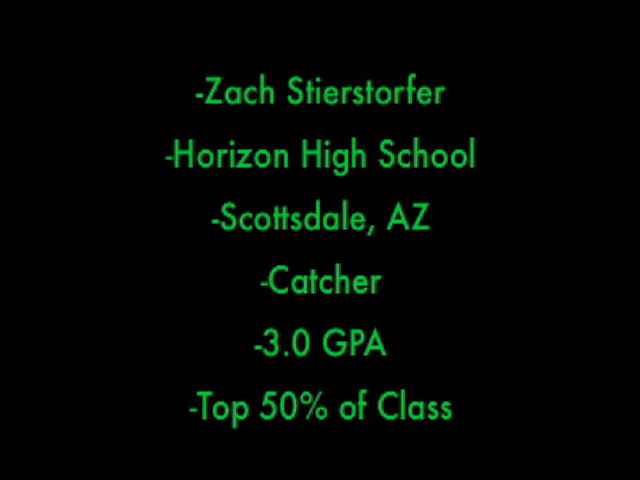 -Zach Stierstorfer
-Horizon High School
-Scottsdale, AZ
-Catcher
-3.0 GPA
-Top 50% of Class